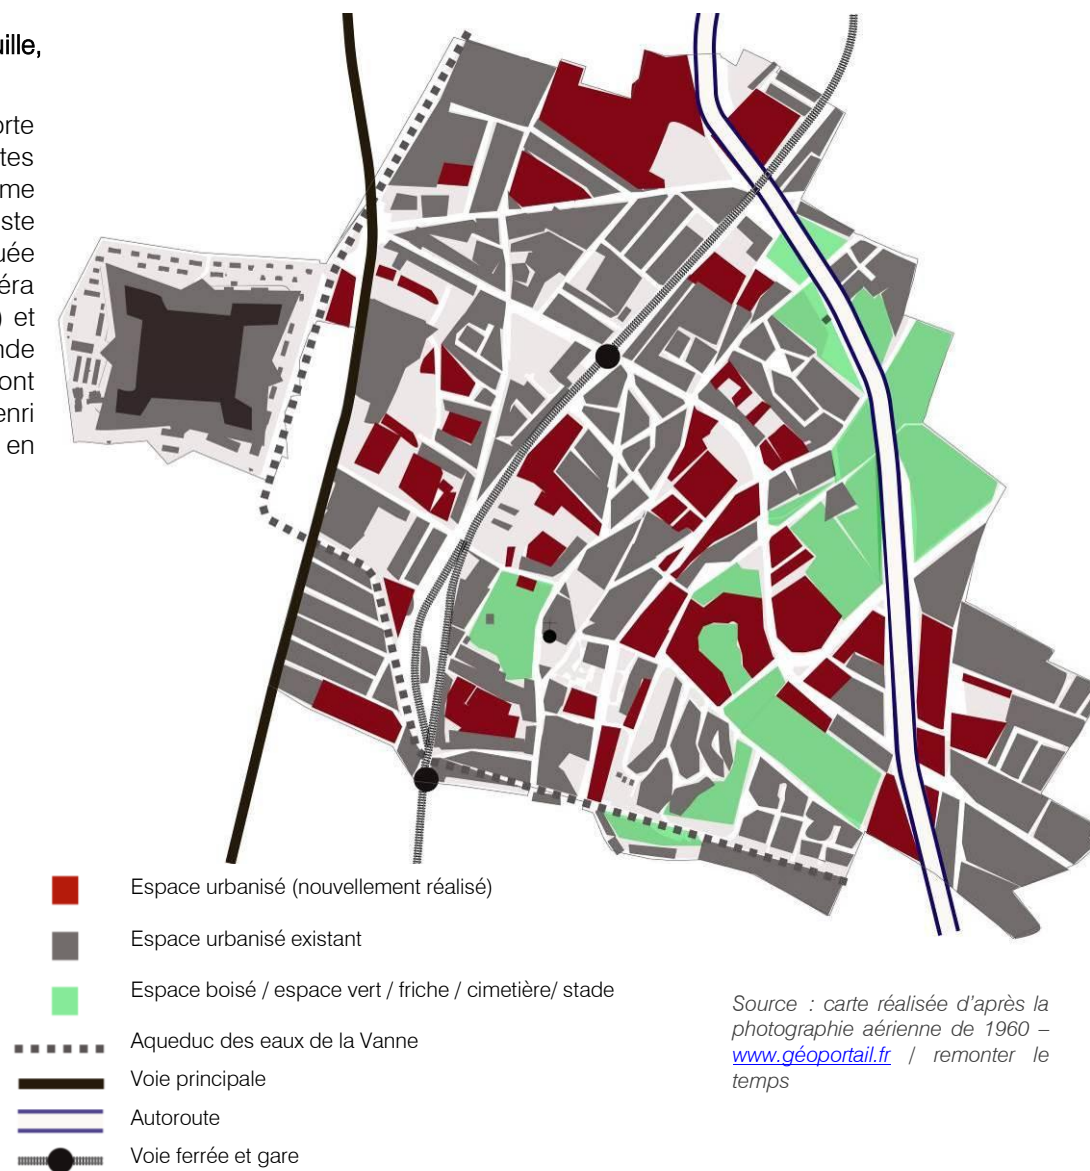 uille,
orte
tes
me
iste
uée
éra
) et
nde
ont
enri
en
Espace urbanisé (nouvellement réalisé)
Espace urbanisé existant
Espace boisé / espace vert / friche / cimetière/ stade
Aqueduc des eaux de la Vanne
Voie principale
Autoroute
Voie ferrée et gare
Source : carte réalisée d'après la
photographie aérienne de 1960 –
www.géoportail.fr / remonter le
temps